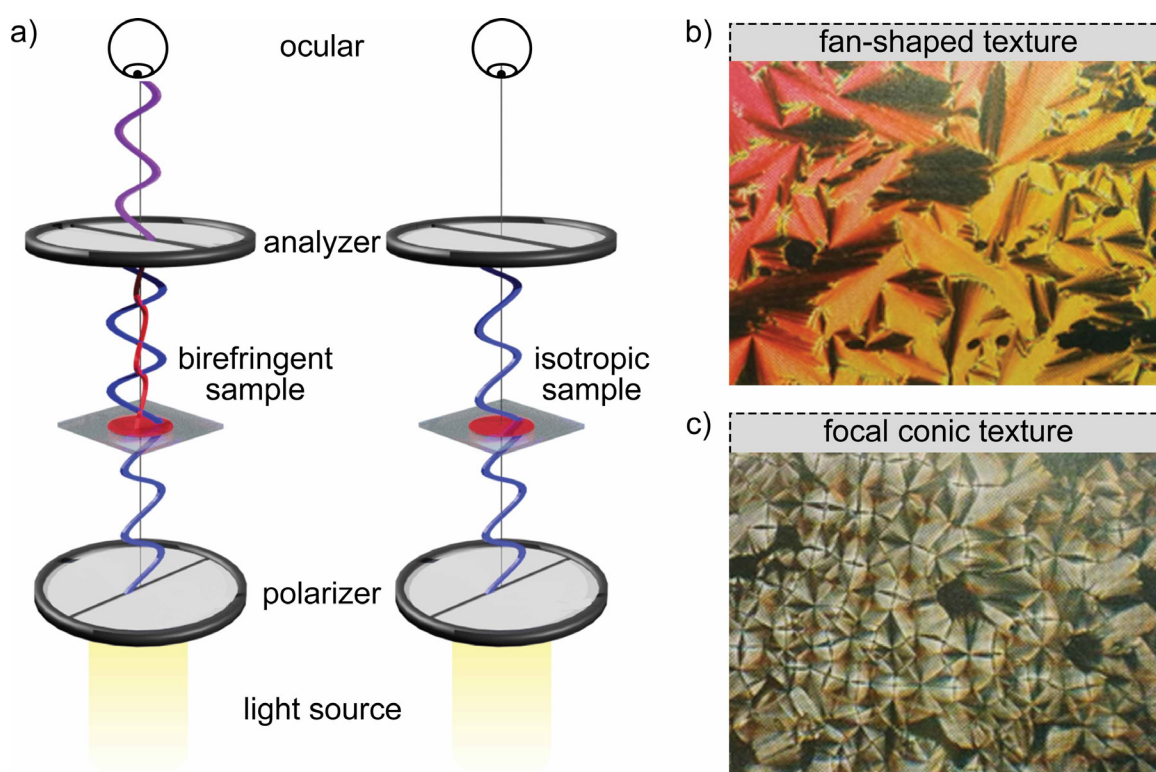 a)
ocular
analyzer
birefringent
sample
isotropic
sample
polarizer
light source
b)
fan-shaped texture
c)
focal conic texture